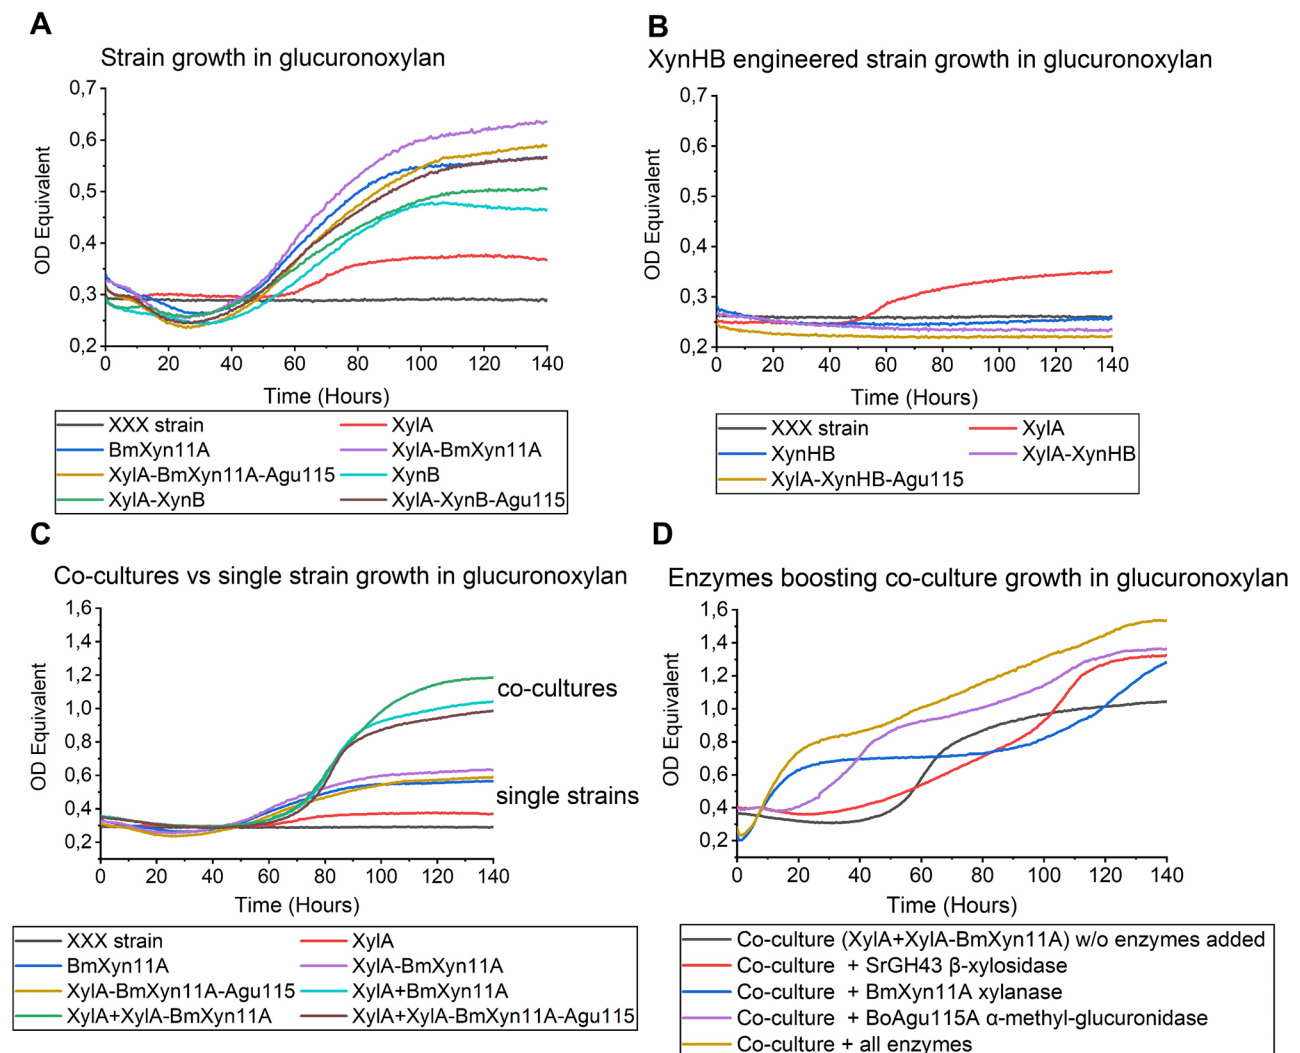 A
Strain growth in glucuronoxylan
0,7
0,6
0,5
0,4
0,3
0,2
OD Equivalent
0 20 40 60 80 100 120 140
Time (Hours)
XXX strain XylA
BmXyn11A XylA-BmXyn11A
XylA-BmXyn11A-Agu115 XynB
XylA-XynB XylA-XynB-Agu115
B
XynHB engineered strain growth in glucuronoxylan
0,7
0,6
0,5
0,4
0,3
0,2
OD Equivalent
0 20 40 60 80 100 120 140
Time (Hours)
XXX strain XylA
XynHB XylA-XynHB
XylA-XynHB-Agu115
C
Co-cultures vs single strain growth in glucuronoxylan
1,6
1,4
1,2
1,0
0,8
0,6
0,4
0,2
OD Equivalent
co-cultures
single strains
0 20 40 60 80 100 120 140
Time (Hours)
XXX strain XylA
BmXyn11A XylA-BmXyn11A
XylA-BmXyn11A-Agu115 XylA+BmXyn11A
XylA+XylA-BmXyn11A XylA+XylA-BmXyn11A-Agu115
D
Enzymes boosting co-culture growth in glucuronoxylan
1,6
1,4
1,2
1,0
0,8
0,6
0,4
0,2
OD Equivalent
0 20 40 60 80 100 120 140
Time (Hours)
Co-culture (XylA+XylA-BmXyn11A) w/o enzymes added
Co-culture + SrGH43 β-xylosidase
Co-culture + BmXyn11A xylanase
Co-culture + BoAgu115A α-methyl-glucuronidase
Co-culture + all enzymes